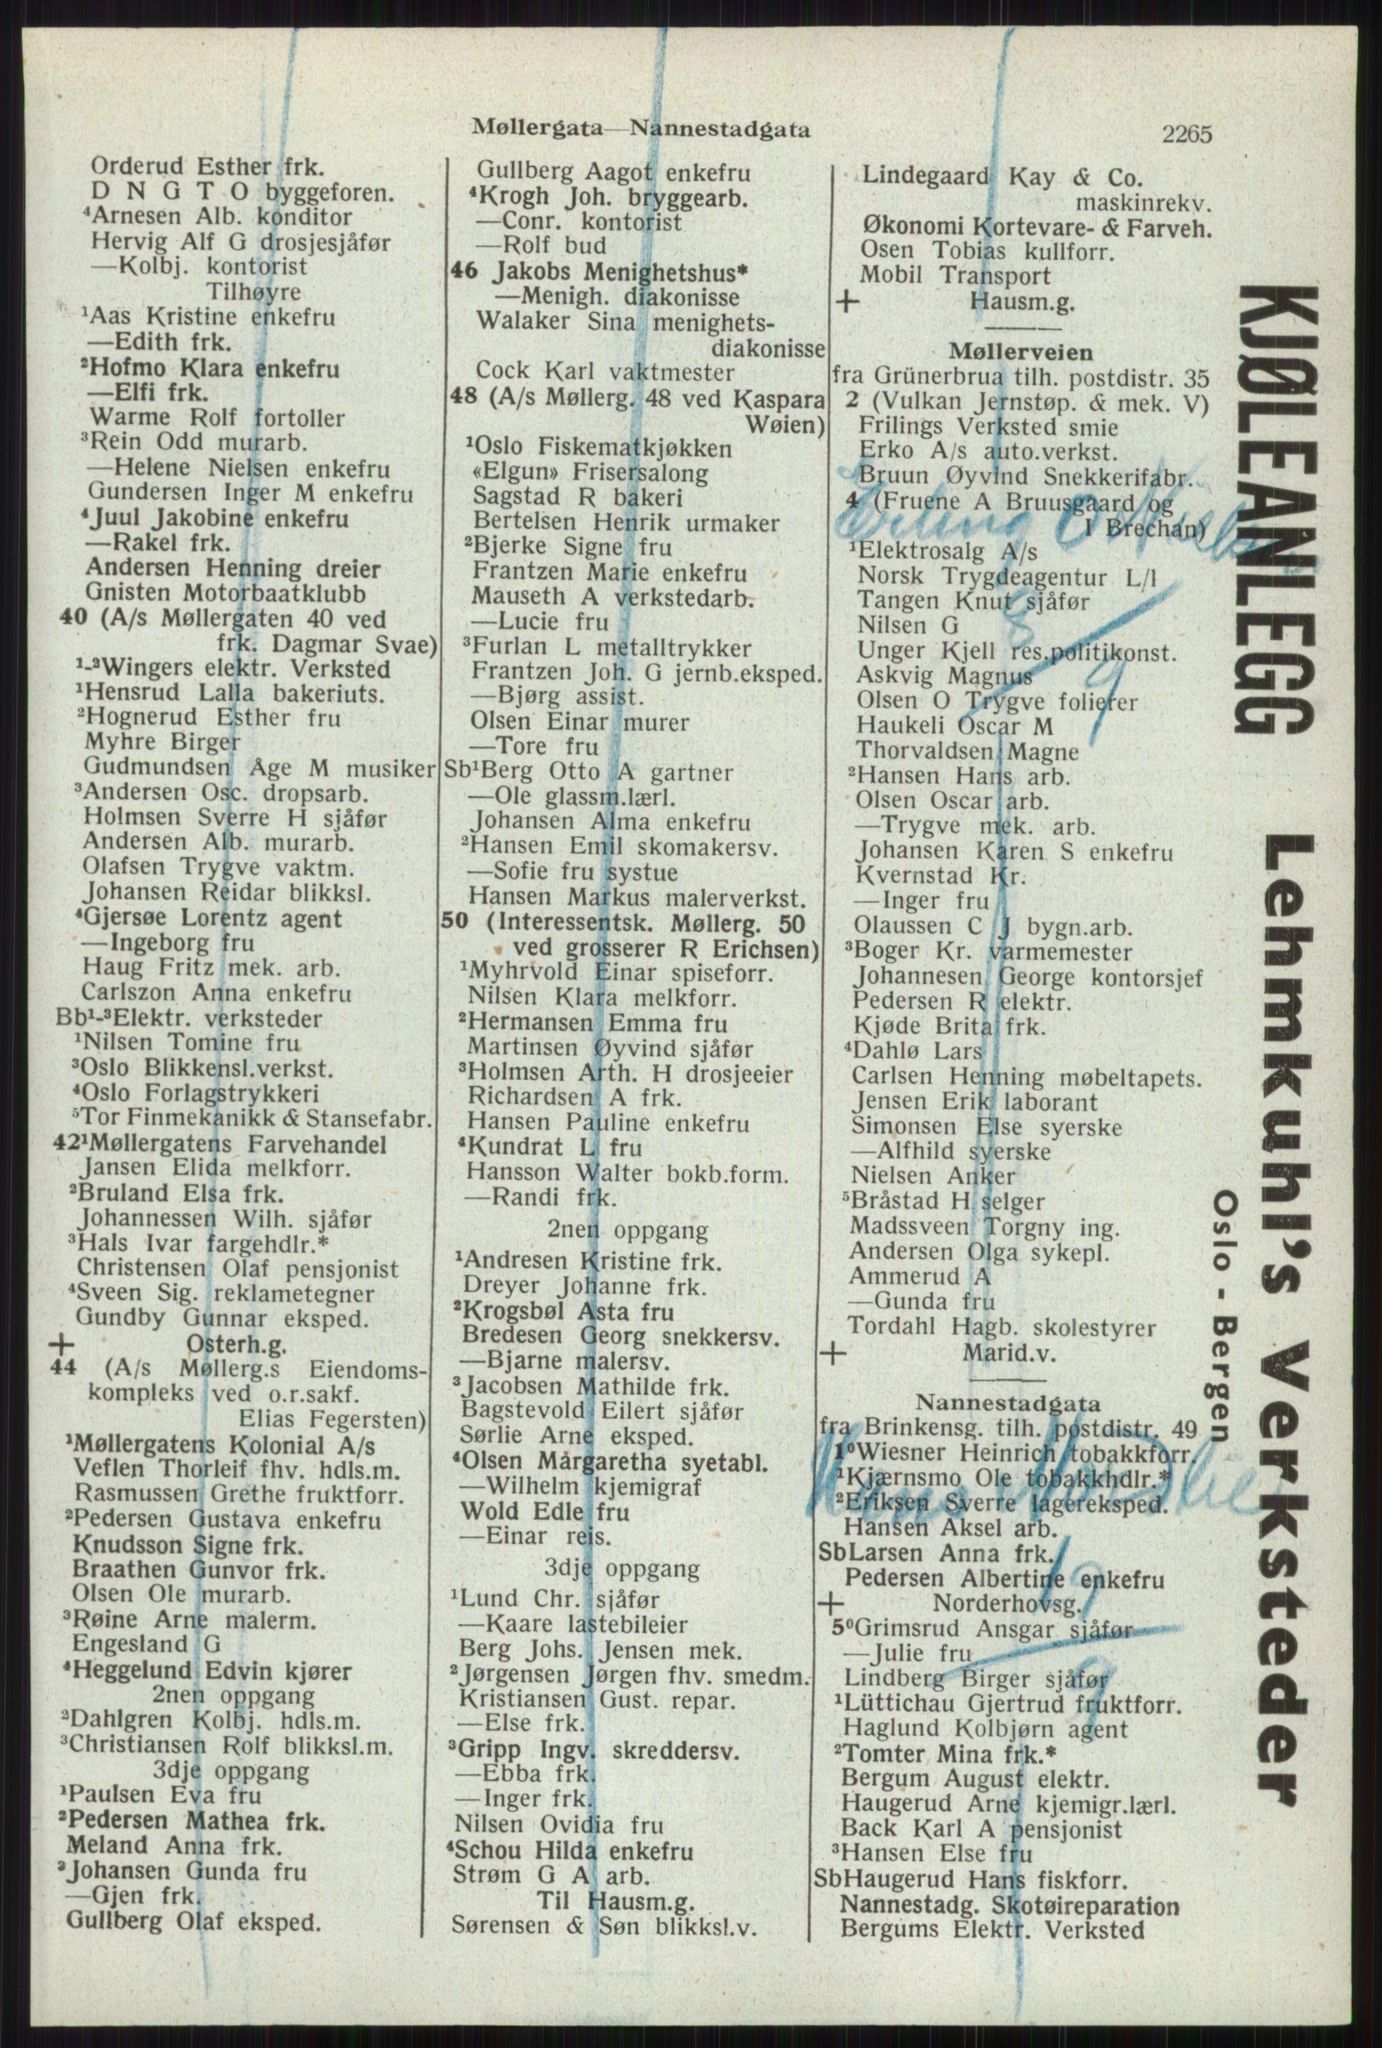 Møllergata—Nannestadgata
2265
Orderud Esther frk.
D N G T O byggeforen.
⁴Arnesen Alb. konditor
Hervig Alf G drosjesjåfør
—Kolbj. kontorist
Tilhøyre
¹Aas Kristine enkefru
—Edith frk.
²Hofmo Klara enkefru
—Elfi frk.
Warme Rolf fortoller
³Rein Odd murarb.
—Helene Nielsen enkefru
Gundersen Inger M enkefru
⁴Juul Jakobine enkefru
—Rakel frk.
Andersen Henning dreier
Gnisten Motorbaatklubb
40 (A/s Møllergaten 40 ved
frk. Dagmar Svae)
¹-³Wingers elektr. Verksted
¹Hensrud Lalla bakeriuts.
²Hognerud Esther fru
Myhre Birger
Gudmundsen Åge M musiker
³Andersen Osc. dropsarb.
Holmsen Sverre H sjåfør
Andersen Alb. murarb.
Olafsen Trygve vaktm.
Johansen Reidar blikksl.
⁴Gjersøe Lorentz agent
—Ingeborg fru
Haug Fritz mek. arb.
Carlszon Anna enkefru
Bb¹-³Elektr. verksteder
¹Nilsen Tomine fru
³Oslo Blikkensl.verkst.
⁴Oslo Forlagstrykkeri
⁵Tor Finmekanikk & Stansefabr.
42¹Møllergatens Farvehandel
Jansen Elida melkforr.
²Bruland Elsa frk.
Johannessen Wilh. sjåfør
³Hals Ivar fargehdlr.*
Christensen Olaf pensjonist
⁴Sveen Sig. reklametegner
Gundby Gunnar eksped.
+ Osterh.g.
44 (A/s Møllerg.s Eiendoms-
kompleks ved o.r.sakf.
Elias Fegersten)
¹Møllergatens Kolonial A/s
Veflen Thorleif fhv. hdls.m.
Rasmussen Grethe fruktforr.
²Pedersen Gustava enkefru
Knudsson Signe frk.
Braathen Gunvor frk.
Olsen Ole murarb.
³Røine Arne malerm.
Engesland G
⁴Heggelund Edvin kjører
2nen oppgang
²Dahlgren Kolbj. hdls.m.
³Christiansen Rolf blikksl.m.
3dje oppgang
¹Paulsen Eva fru
²Pedersen Mathea frk.
Meland Anna frk.
³Johansen Gunda fru
—Gjen frk.
Gullberg Olaf eksped.
Gullberg Aagot enkefru
⁴Krogh Joh. bryggearb.
—Conr. kontorist
—Rolf bud
46 Jakobs Menighetshus*
—Menigh. diakonisse
Walaker Sina menighets-
diakonisse
Cock Karl vaktmester
48 (A/s Møllerg. 48 ved Kaspara
Wøien)
¹Oslo Fiskematkjøkken
«Elgun» Frisersalong
Sagstad R bakeri
Bertelsen Henrik urmaker
²Bjerke Signe fru
Frantzen Marie enkefru
Mauseth A verkstedarb.
—Lucie fru
³Furlan L metalltrykker
Frantzen Joh. G jernb.eksped.
—Bjørg assist.
Olsen Einar murer
—Tore fru
Sb¹Berg Otto A gartner
—Ole glassm.lærl.
Johansen Alma enkefru
²Hansen Emil skomakersv.
—Sofie fru systue
Hansen Markus malerverkst.
50 (Interessentsk. Møllerg. 50
ved grosserer R Erichsen)
¹Myhrvold Einar spiseforr.
Nilsen Klara melkforr.
²Hermansen Emma fru
Martinsen Øyvind sjåfør
³Holmsen Arth. H drosjeeier
Richardsen A frk.
Hansen Pauline enkefru
⁴Kundrat L fru
Hansson Walter bokb.form.
—Randi frk.
2nen oppgang
¹Andresen Kristine frk.
Dreyer Johanne frk.
²Krogsbøl Asta fru
Bredesen Georg snekkersv.
—Bjarne malersv.
³Jacobsen Mathilde frk.
Bagstevold Eilert sjåfør
Sørlie Arne eksped.
⁴Olsen Margaretha syetabl.
—Wilhelm kjemigraf
Wold Edle fru
—Einar reis.
3dje oppgang
¹Lund Chr. sjåfør
—Kaare lastebileier
Berg Johs. Jensen mek.
²Jørgensen Jørgen fhv. smedm.
Kristiansen Gust. repar.
—Else frk.
³Gripp Ingv. skreddersv.
—Ebba frk.
—Inger frk.
Nilsen Ovidia fru
⁴Schou Hilda enkefru
Strøm G A arb.
Til Hausm.g.
Sørensen & Søn blikksl.v.
Lindegaard Kay & Co.
maskinrekv.
Økonomi Kortevare- & Farveh.
Osen Tobias kullforr.
Mobil Transport
+ Hausm.g.
Møllerveien
fra Grünerbrua tilh. postdistr. 35
2 (Vulkan Jernstøp. & mek. V)
Frilings Verksted smie
Erko A/s auto.verkst.
Bruun Øyvind Snekkerifabr.
4 (Fruene A Bruusgaard og
I Brechan)
¹Elektrosalg A/s
Norsk Trygdeagentur L/l
Tangen Knut sjåfør
Nilsen G
Unger Kjell res.politikonst.
Askvig Magnus
Olsen O Trygve folierer
Haukeli Oscar M
Thorvaldsen Magne
²Hansen Hans arb.
Olsen Oscar arb.
—Trygve mek. arb.
Johansen Karen S enkefru
Kvernstad Kr.
—Inger fru
Olaussen C J bygn.arb.
³Boger Kr. varmemester
Johannesen George kontorsjef
Pedersen R elektr.
Kjøde Brita frk.
⁴Dahlø Lars
Carlsen Henning møbeltapets.
Jensen Erik laborant
Simonsen Else syerske
—Alfhild syerske
Nielsen Anker
⁵Bråstad H selger
Madssveen Torgny ing.
Andersen Olga sykepl.
Ammerud A
—Gunda fru
Tordahl Hagb. skolestyrer
+ Marid.v.
Nannestadgata
fra Brinkensg. tilh. postdistr. 49
1⁰Wiesner Heinrich tobakkforr.
¹Kjærnsmo Ole tobakkhdlr.*
²Eriksen Sverre lagereksped.
Hansen Aksel arb.
SbLarsen Anna frk.
Pedersen Albertine enkefru
+ Norderhovsg.
5⁰Grimsrud Ansgar sjåfør
—Julie fru
Lindberg Birger sjåfør
¹Lüttichau Gjertrud fruktforr.
Haglund Kolbjørn agent
²Tomter Mina frk.*
Bergum August elektr.
Haugerud Arne kjemigr.lærl.
Back Karl A pensjonist
³Hansen Else fru
SbHaugerud Hans fiskforr.
Nannestadg. Skotøireparation
Bergums Elektr. Verksted
Erling O
8/9
9
KJØLEANLEGG
Lehmkuhl's Verksteder
Oslo - Bergen